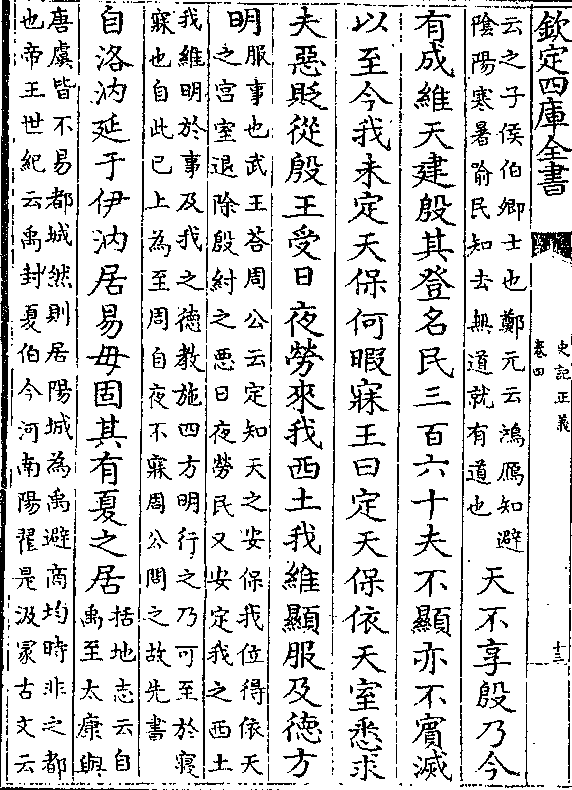 欽定四庫全書
史記正義
卷四
十三
云之子侯伯卿士也鄭元云鴻鴈知避
陰陽寒暑喻民知去無道就有道也
天不享殷乃今
有成維天建殷其登名民三百六十夫不顯亦不賓滅
以至今我未定天保何暇寐王曰定天保依天室悉求
夫惡貶從殷王受日夜勞來我西土我維顯服及德方
明
服事也武王荅周公云定知天之安保我位得依天
之宮室退除殷紂之惡日夜勞民又安定我之西土
我維明於事及我之德教施四方明行之乃可至於寢
寐也自此已上為至周自夜不寐周公問之故先書
自洛汭延于伊汭居易毋固其有夏之居
括地志云自
禹至太康與
唐虞皆不易都城然則居陽城為禹避商均時非之都
也帝王世紀云禹封夏伯今河南陽翟是汲冢古文云